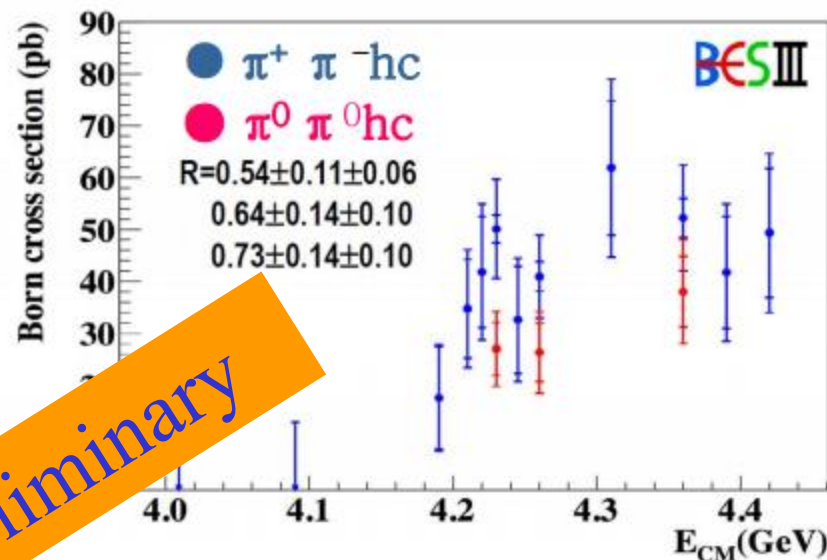 90
80
70
60
50
40
30
Born cross section (pb)
π⁺ π ⁻hc
π⁰ π ⁰hc
R=0.54±0.11±0.06
0.64±0.14±0.10
0.73±0.14±0.10
BESIII
liminary
4.0 4.1 4.2 4.3 4.4
E_CM(GeV)